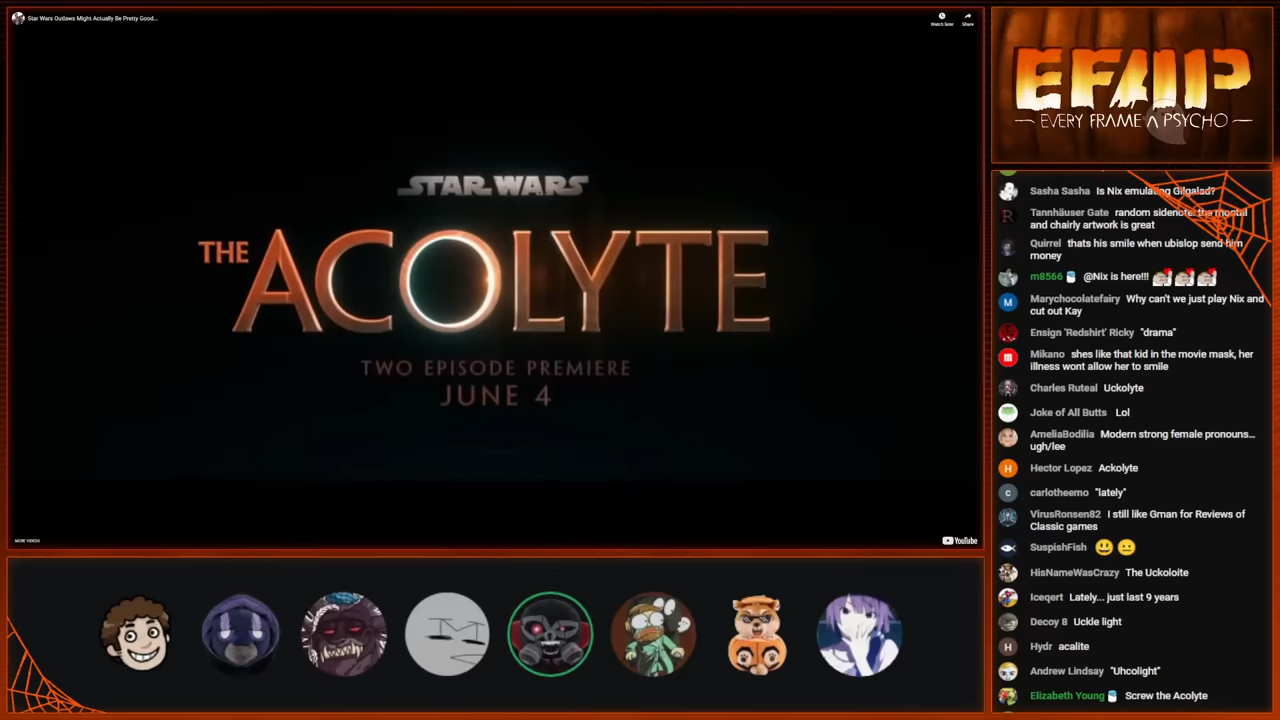 Star Wars Outlaws Might Actually Be Pretty Good...
Watch later
Share
STAR WARS
THE ACOLYTE
TWO EPISODE PREMIERE
JUNE 4
MORE VIDEOS
YouTube
EFAP
EVERY FRAME A PSYCHO
Sasha Sasha Is Nix emulating Gilgalad?
Tannhäuser Gate random sidenote: the mortal
and chairly artwork is great
Quirrel thats his smile when ubislop send him
money
m8566 @Nix is here!!!
Marychocolatefairy Why can't we just play Nix and
cut out Kay
Ensign 'Redshirt' Ricky "drama"
Mikano shes like that kid in the movie mask, her
illness wont allow her to smile
Charles Ruteal Uckolyte
Joke of All Butts Lol
AmeliaBodilia Modern strong female pronouns...
ugh/lee
Hector Lopez Ackolyte
carlotheemo "lately"
VirusRonsen82 I still like Gman for Reviews of
Classic games
SuspishFish 😃 😐
HisNameWasCrazy The Uckoloite
Iceqert Lately... just last 9 years
Decoy 8 Uckle light
Hydr acalite
Andrew Lindsay "Uhcolight"
Elizabeth Young Screw the Acolyte